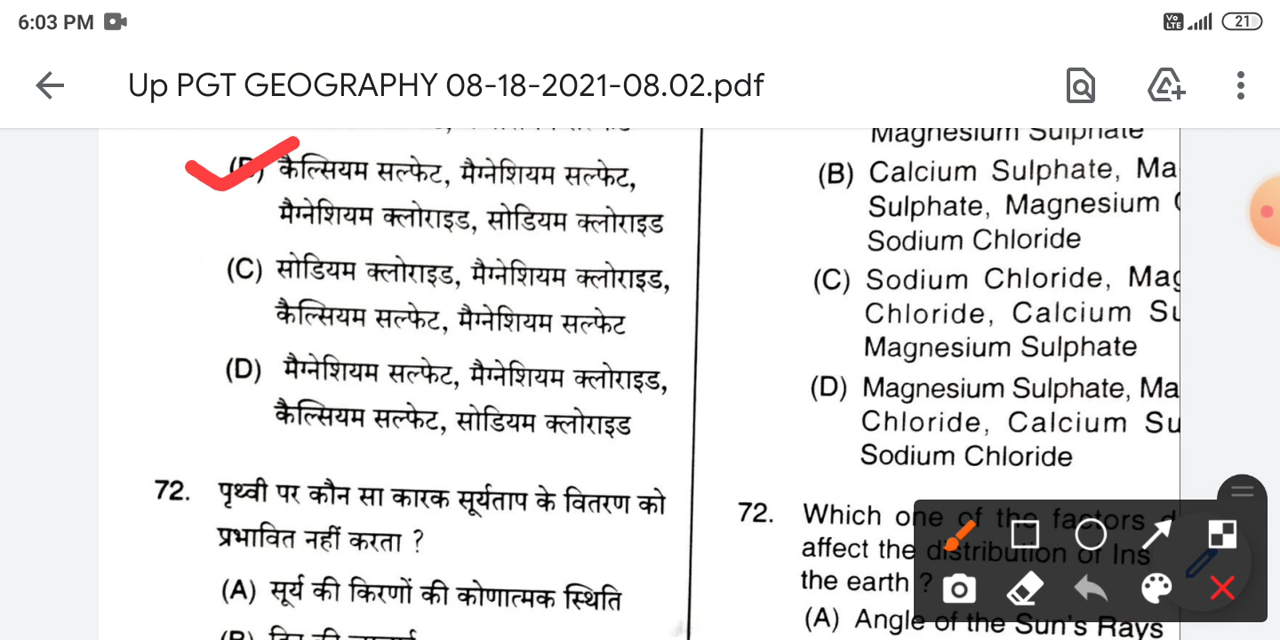 6:03 PM
Vo LTE
21
Up PGT GEOGRAPHY 08-18-2021-08.02.pdf
कैल्सियम सल्फेट, मैग्नेशियम सल्फेट,
मैग्नेशियम क्लोराइड, सोडियम क्लोराइड
(C) सोडियम क्लोराइड, मैग्नेशियम क्लोराइड,
कैल्सियम सल्फेट, मैग्नेशियम सल्फेट
(D) मैग्नेशियम सल्फेट, मैग्नेशियम क्लोराइड,
कैल्सियम सल्फेट, सोडियम क्लोराइड
72. पृथ्वी पर कौन सा कारक सूर्यताप के वितरण को
प्रभावित नहीं करता ?
(A) सूर्य की किरणों की कोणात्मक स्थिति
Magnesium Sulphate
(B) Calcium Sulphate, Ma
Sulphate, Magnesium
Sodium Chloride
(C) Sodium Chloride, Mag
Chloride, Calcium Su
Magnesium Sulphate
(D) Magnesium Sulphate, Ma
Chloride, Calcium Su
Sodium Chloride
72. Which one of the factors d
affect the distribution of Ins
the earth ?
(A) Angle of the Sun's Rays